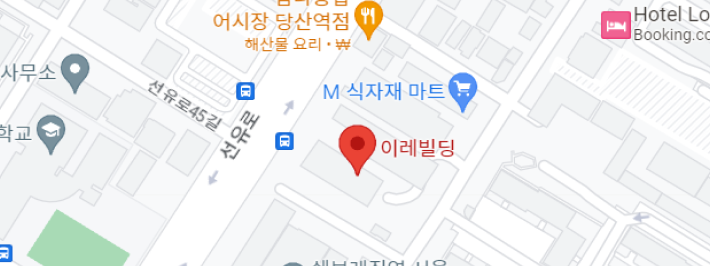 어시장 당산역점
해산물 요리・₩
Hotel Lo
Booking.co
사무소
선유로45길
선유로
M 식자재 마트
학교
이레빌딩